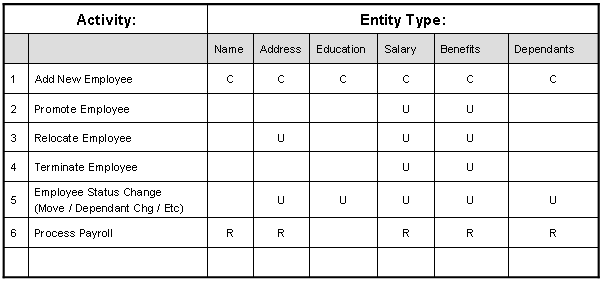 Activity: Entity Type:
Name Address Education Salary Benefits Dependants
1 Add New Employee C C C C C C
2 Promote Employee U U
3 Relocate Employee U U U
4 Terminate Employee U U
5 Employee Status Change
(Move / Dependant Chg / Etc) U U U U U
6 Process Payroll R R R R R